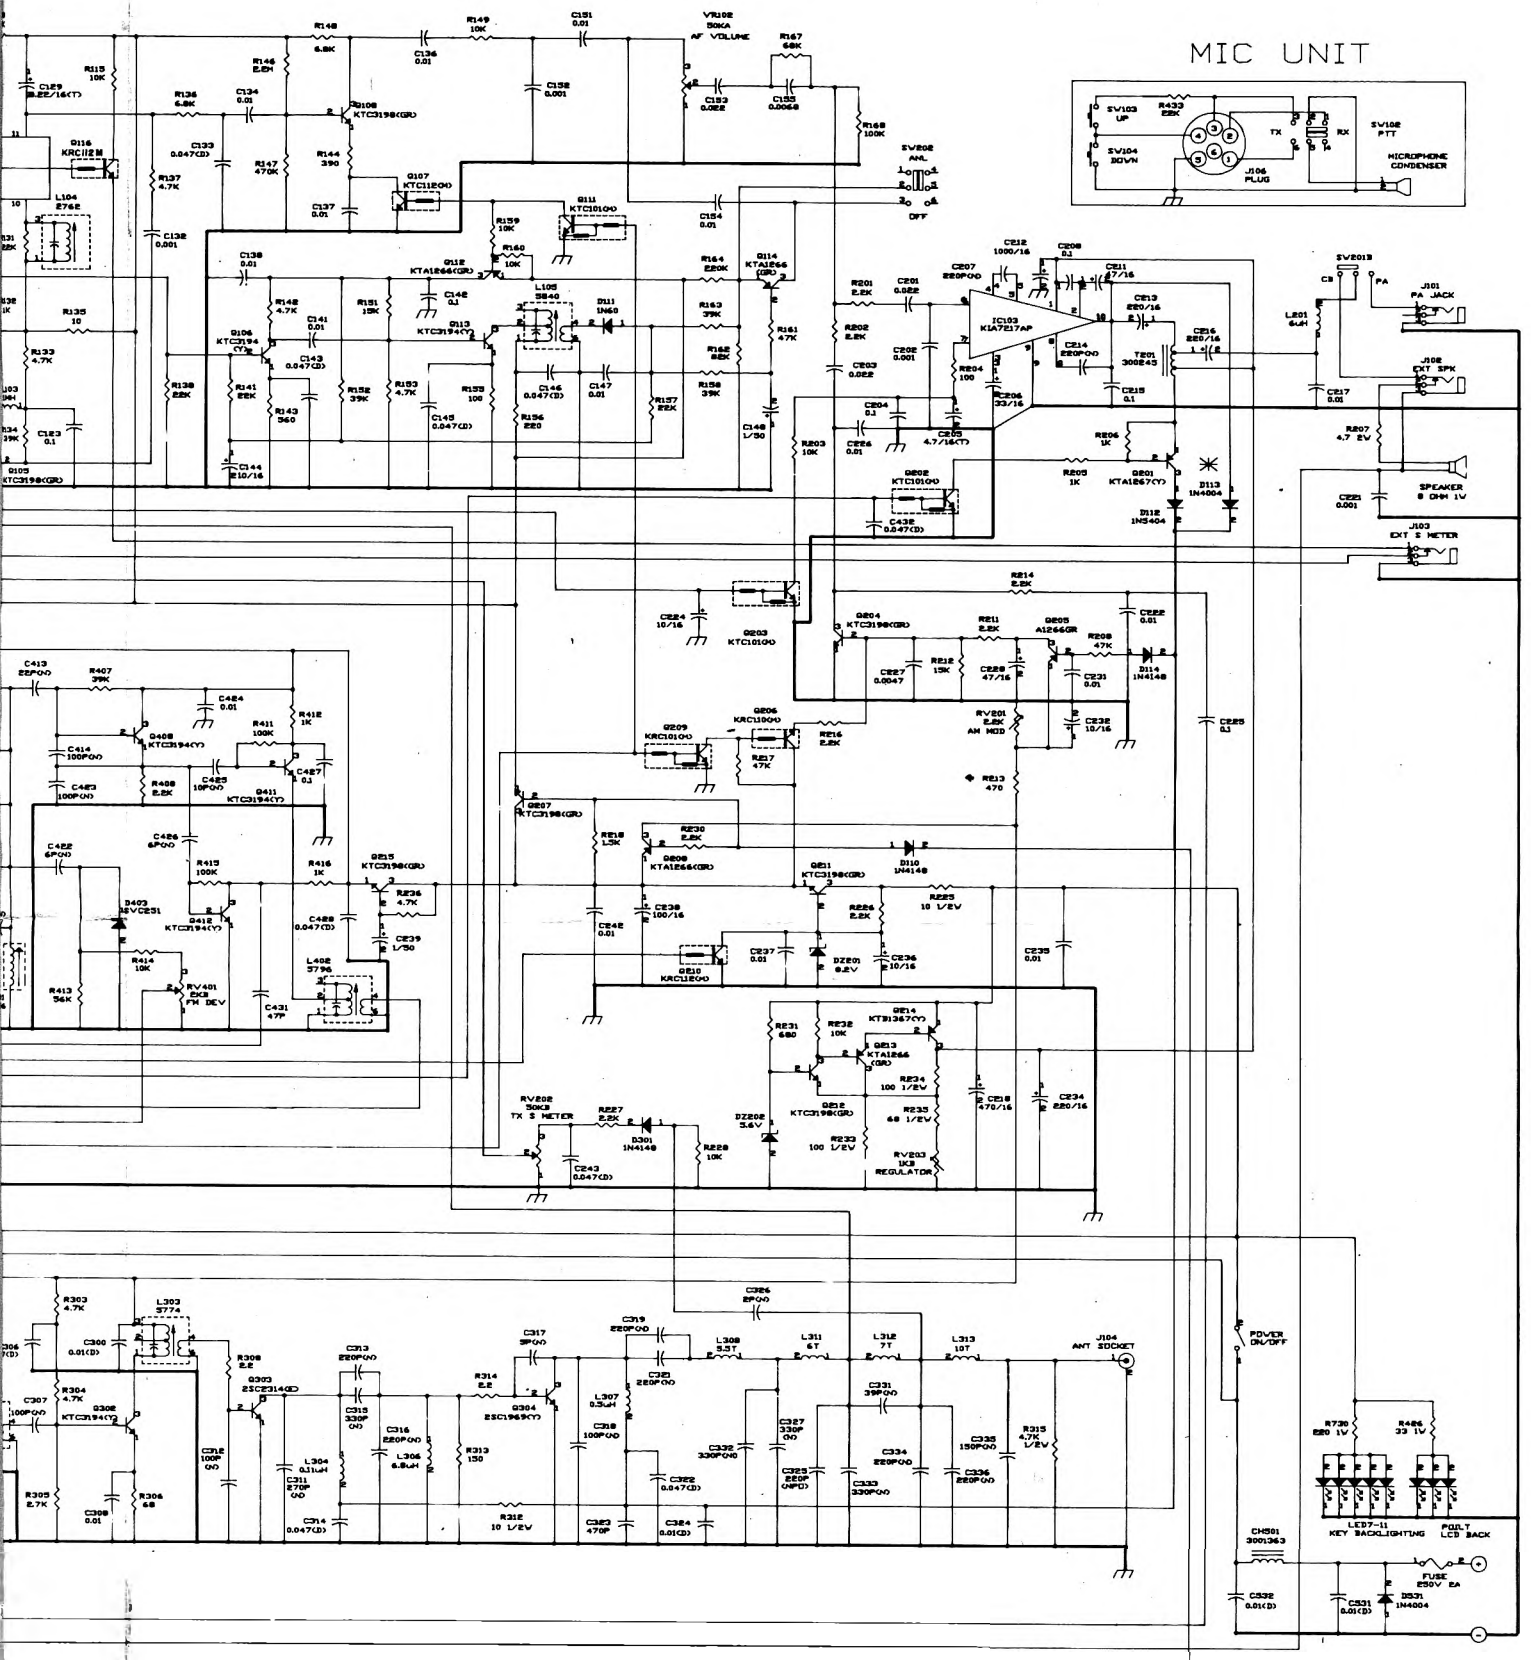 MIC UNIT
R148
6.8K
C136
0.01
R149
10K
C151
0.01
VR102
50KA
AF VOLUME
R167
68K
R115
10K
C129
R146
2.2M
R136
6.8K
C134
0.01
Q108
KTC3198(GR)
C152
0.001
C153
0.022
C155
0.0068
R168
100K
SW103
UP
R433
22K
SW104
DOWN
TX
RX
SW102
PTT
MICROPHONE
CONDENSER
J106
PLUG
Q116
KRC112M
C133
0.047(D)
R147
470K
R144
390
R137
4.7K
L104
2762
C137
0.01
Q107
KTC112(M)
Q111
KTC101(M)
SW202
ANL
OFF
C154
0.01
C132
0.001
R159
10K
R160
10K
C138
0.01
Q112
KTA1266(GR)
R164
220K
Q114
KTA1266
(GR)
C207
220P(N)
C212
1000/16
C208
0.1
C211
47/16
SW201B
CB
PA
J101
PA JACK
R142
4.7K
R151
15K
C142
0.1
L105
5840
D111
1N60
R163
39K
R201
2.2K
C201
0.022
IC103
KIA7217AP
C213
220/16
L201
6uH
R135
10
C141
0.01
Q106
KTC3194
(Y)
Q113
KTC3194(Y)
R161
47K
R202
2.2K
C216
220/16
R133
4.7K
C143
0.047(D)
R162
82K
C202
0.001
R204
100
C214
220P(N)
T201
300245
J102
EXT SPK
R138
22K
R141
22K
R143
560
R152
39K
R153
4.7K
R155
100
C146
0.047(D)
C147
0.01
R157
22K
R158
39K
C203
0.022
C206
33/16
C215
0.1
C217
0.01
C123
0.1
C145
0.047(D)
R156
220
C148
1/50
R203
10K
C204
0.1
C205
4.7/16(T)
C226
0.01
R206
1K
R207
4.7 2W
C144
210/16
Q105
KTC3198(GR)
Q202
KTC101(M)
R205
1K
Q201
KTA1267(Y)
D113
1N4004
SPEAKER
8 OHM 1W
C432
0.047(D)
D112
1N5404
C221
0.001
J103
EXT S METER
C224
10/16
Q203
KTC101(M)
R214
2.2K
Q204
KTC3198(GR)
R211
2.2K
Q205
A1266GR
R208
47K
C222
0.01
C227
0.0047
R212
15K
C228
47/16
C231
0.01
D114
1N4148
C413
22P(N)
R407
39K
C424
0.01
R412
1K
R411
100K
Q408
KTC3194(Y)
C414
100P(N)
C423
100P(N)
R408
2.2K
C425
10P(N)
Q411
KTC3194(Y)
C427
0.1
Q209
KRC101(M)
Q206
KRC110(M)
R216
2.2K
R217
47K
RV201
2.2K
AM MOD
C232
10/16
C225
0.1
R213
470
C426
6P(N)
C422
6P(N)
Q207
KTC3198(GR)
R218
1.5K
R230
2.2K
Q208
KTA1266(GR)
D110
1N4148
R415
100K
R416
1K
Q215
KTC3198(GR)
R236
4.7K
Q211
KTC3198(GR)
R225
10 1/2W
D403
1SVC251
Q412
KTC3194(Y)
C428
0.047(D)
C239
1/50
C242
0.01
C238
100/16
R226
2.2K
R414
10K
R413
56K
RV401
2KB
FM DEV
L402
5796
C431
47P
Q210
KRC112(M)
C237
0.01
DZ201
8.2V
C236
10/16
C235
0.01
R231
680
R232
10K
Q214
KTB1367(Y)
Q213
KTA1266
(GR)
Q212
KTC3198(GR)
R234
100 1/2W
C218
470/16
C234
220/16
RV202
50KB
TX S METER
R227
2.2K
D301
1N4148
R228
10K
DZ202
5.6V
R233
100 1/2W
R235
68 1/2W
RV203
1KB
REGULATOR
C243
0.047(D)
R303
4.7K
L303
5774
C300
0.01(D)
C326
2P(N)
C319
220P(N)
C317
5P(N)
L308
5.5T
L311
6T
L312
7T
L313
10T
J104
ANT SOCKET
POWER
ON/OFF
R308
2.2
C313
220P(N)
R304
4.7K
C307
100P(N)
Q302
KTC3194(Y)
Q303
2SC2314(E)
C315
330P
(N)
R314
2.2
Q304
2SC1969(Y)
C321
220P(N)
L307
0.5uH
C331
39P(N)
C327
330P
(N)
C312
100P
(N)
L304
0.11uH
C311
270P
(N)
C316
220P(N)
L306
6.8uH
R313
150
C318
100P(N)
C332
330P(N)
C325
220P
(NPO)
C333
330P(N)
C334
220P(N)
C336
220P(N)
C335
150P(N)
R315
4.7K
1/2W
R730
220 1W
R426
33 1W
R305
2.7K
C308
0.01
R306
68
C314
0.047(D)
R312
10 1/2W
C323
470P
C322
0.047(D)
C324
0.01(D)
LED7-11
KEY BACKLIGHTING
LCD BACK
CH501
3001363
FUSE
250V 2A
C532
0.01(D)
C531
0.01(D)
D531
1N4004